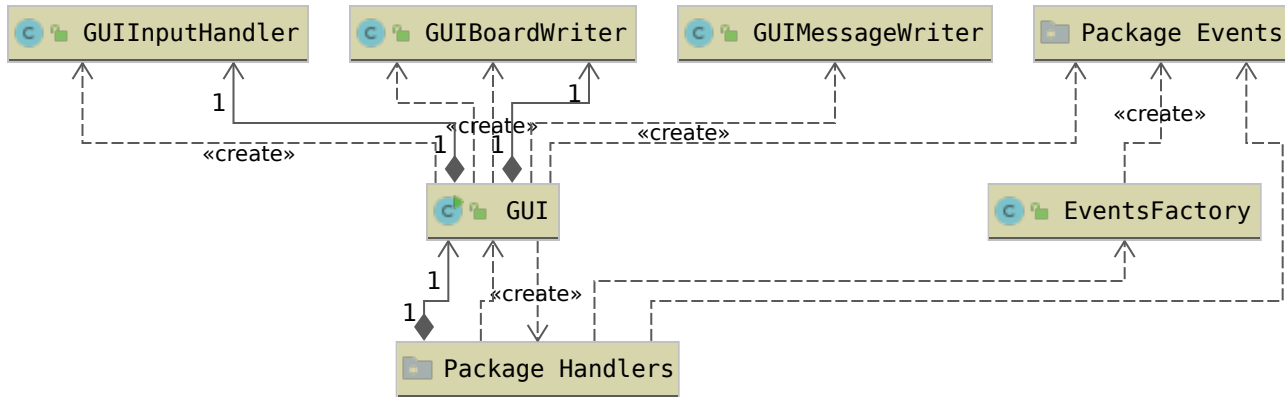 GUIInputHandler
GUIBoardWriter
GUIMessageWriter
Package Events
1
1
«create»
1
«create»
1
«create»
«create»
GUI
EventsFactory
1
«create»
1
Package Handlers